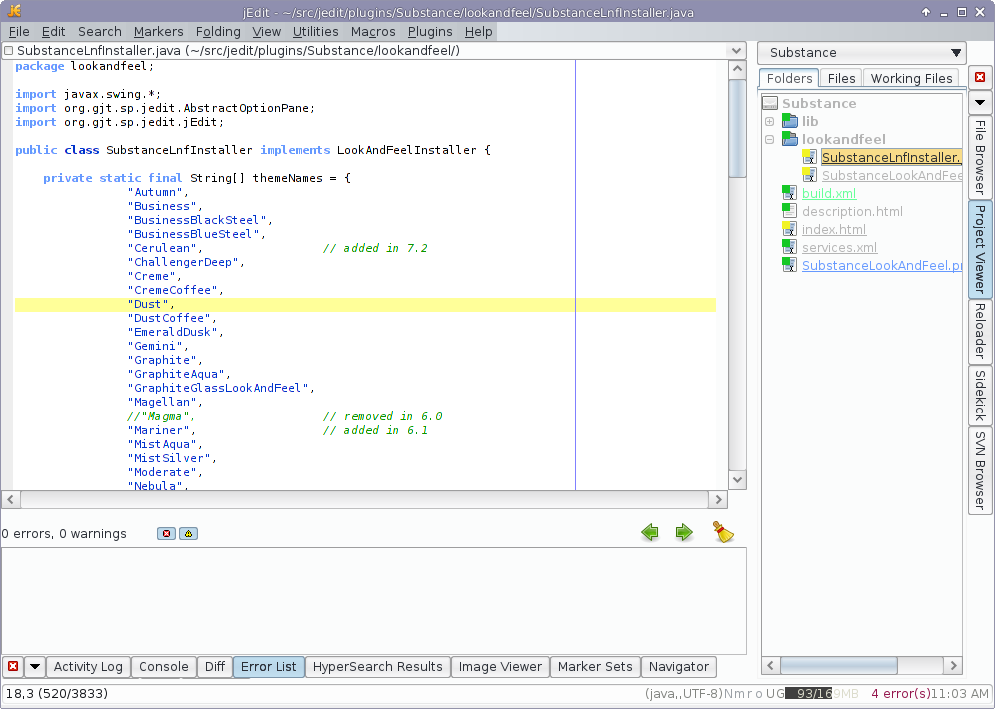 jEdit - ~/src/jedit/plugins/Substance/lookandfeel/SubstanceLnfInstaller.java
File Edit Search Markers Folding View Utilities Macros Plugins Help
SubstanceLnfInstaller.java (~/src/jedit/plugins/Substance/lookandfeel/)
package lookandfeel;
import javax.swing.*;
import org.gjt.sp.jedit.AbstractOptionPane;
import org.gjt.sp.jedit.jEdit;
public class SubstanceLnfInstaller implements LookAndFeelInstaller {
private static final String[] themeNames = {
"Autumn",
"Business",
"BusinessBlackSteel",
"BusinessBlueSteel",
"Cerulean", // added in 7.2
"ChallengerDeep",
"Creme",
"CremeCoffee",
"Dust",
"DustCoffee",
"EmeraldDusk",
"Gemini",
"Graphite",
"GraphiteAqua",
"GraphiteGlassLookAndFeel",
"Magellan",
//"Magma", // removed in 6.0
"Mariner", // added in 6.1
"MistAqua",
"MistSilver",
"Moderate",
"Nebula",
Substance
Folders Files Working Files
Substance
lib
lookandfeel
SubstanceLnfInstaller.
SubstanceLookAndFee
build.xml
description.html
index.html
services.xml
SubstanceLookAndFeel.pr
File Browser
Project Viewer
Reloader
Sidekick
SVN Browser
0 errors, 0 warnings
Activity Log Console Diff Error List HyperSearch Results Image Viewer Marker Sets Navigator
18,3 (520/3833) (java,,UTF-8)Nmr o UG 93/169MB 4 error(s)11:03 AM